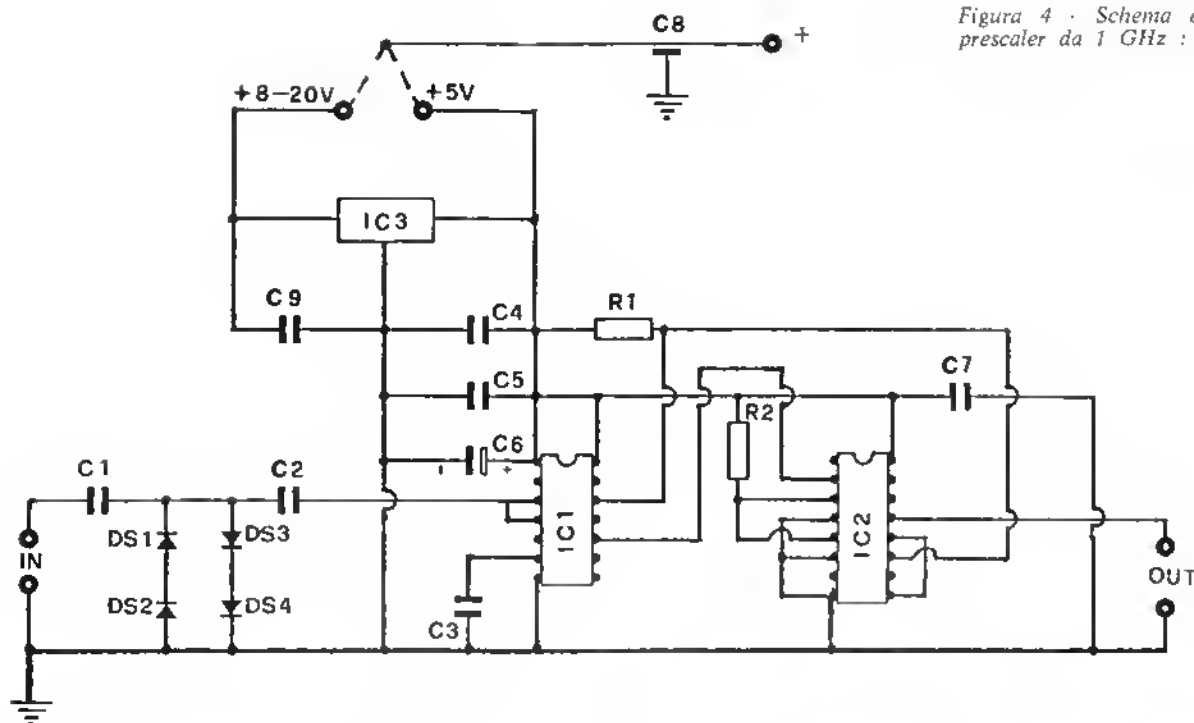 Figura 4 - Schema
prescaler da 1 GHz :
C8
+
+8-20V
+5V
IC3
C9
C4
R1
C5
C7
R2
C6
- +
C1
C2
IC1
IC2
DS1
DS3
IN
OUT
DS2
DS4
C3